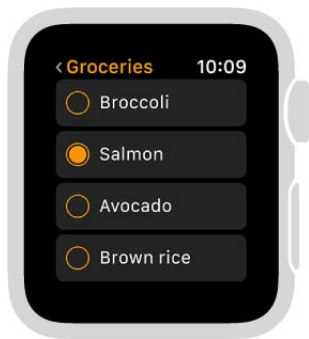 Groceries 10:09
Broccoli
Salmon
Avocado
Brown rice